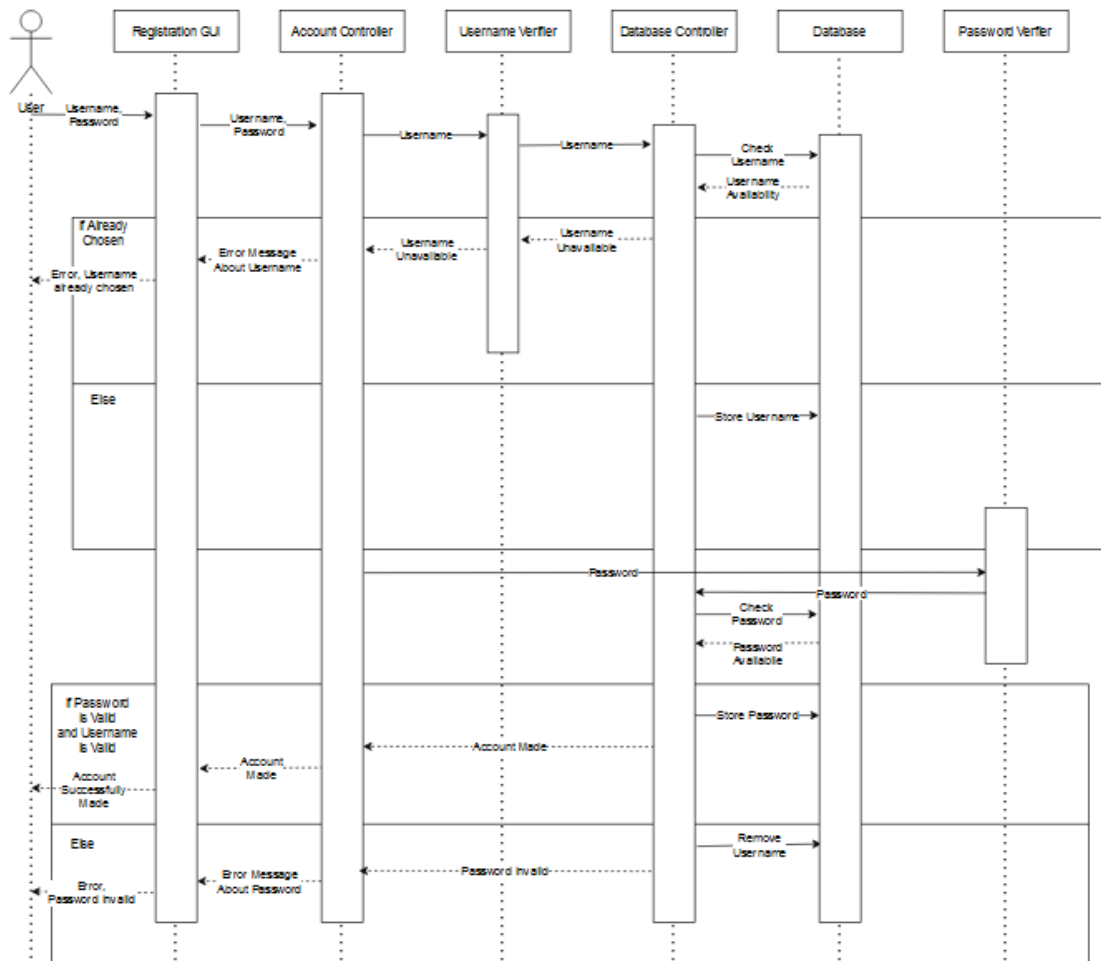 Registration GUI
Account Controller
Username Verifier
Database Controller
Database
Password Verfier
User
Username,
Password
Username,
Password
Username
Username
Check
Username
Username
Availability
If Already
Chosen
Username
Unavailable
Username
Unavailable
Error Message
About Username
Error, Username
already chosen
Else
Store Username
Password
Password
Check
Password
Password
Available
If Password
is Valid
and Username
is Valid
Store Password
Account Made
Account
Made
Account
Successfully
Made
Else
Remove
Username
Password Invalid
Error Message
About Password
Error,
Password Invalid